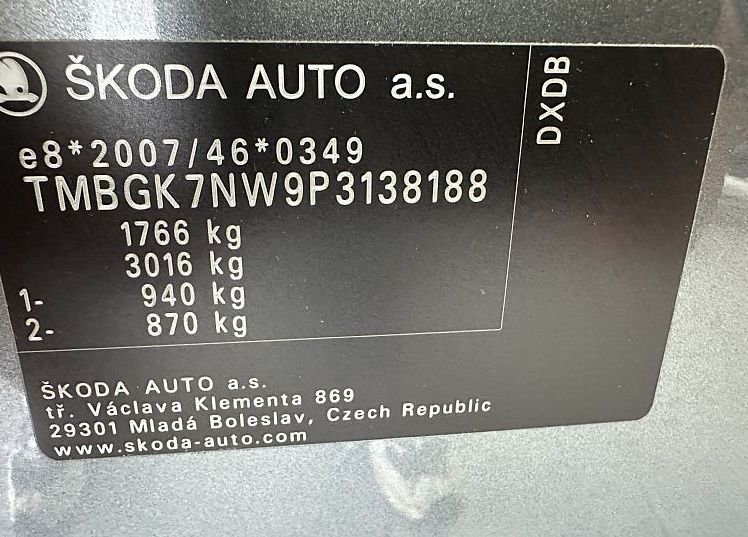 ŠKODA AUTO a.s.
DXDB
e8*2007/46*0349
TMBGK7NW9P3138188
1766 kg
3016 kg
1- 940 kg
2- 870 kg
ŠKODA AUTO a.s.
tř. Václava Klementa 869
29301 Mladá Boleslav, Czech Republic
www.skoda-auto.com